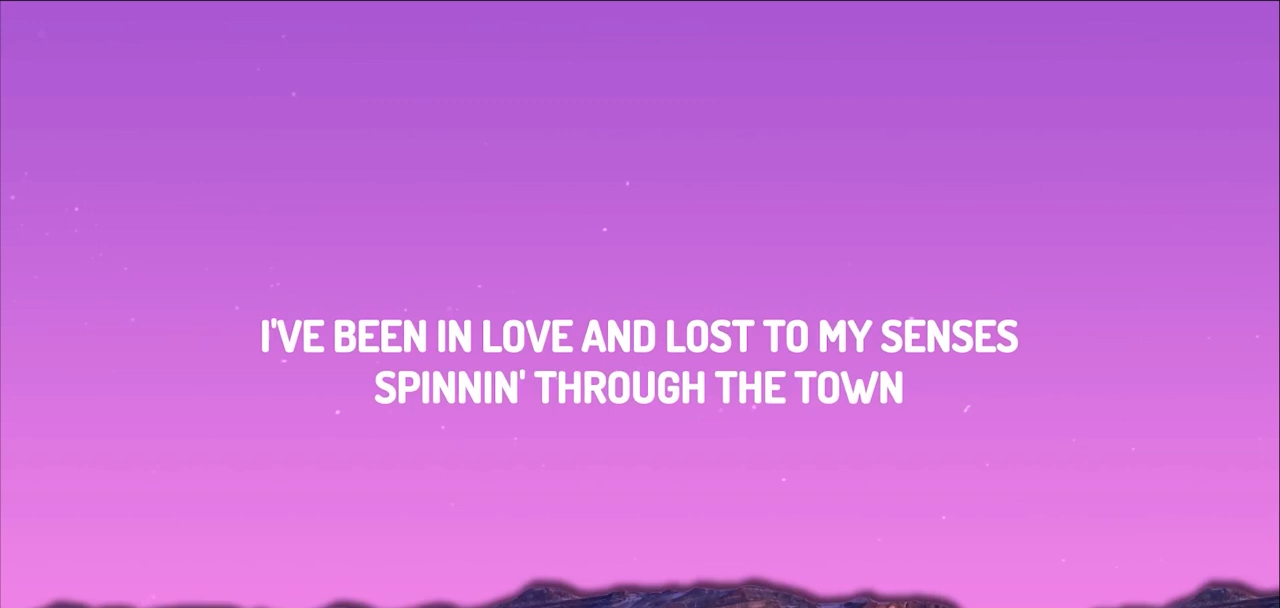 I'VE BEEN IN LOVE AND LOST TO MY SENSES
SPINNIN' THROUGH THE TOWN